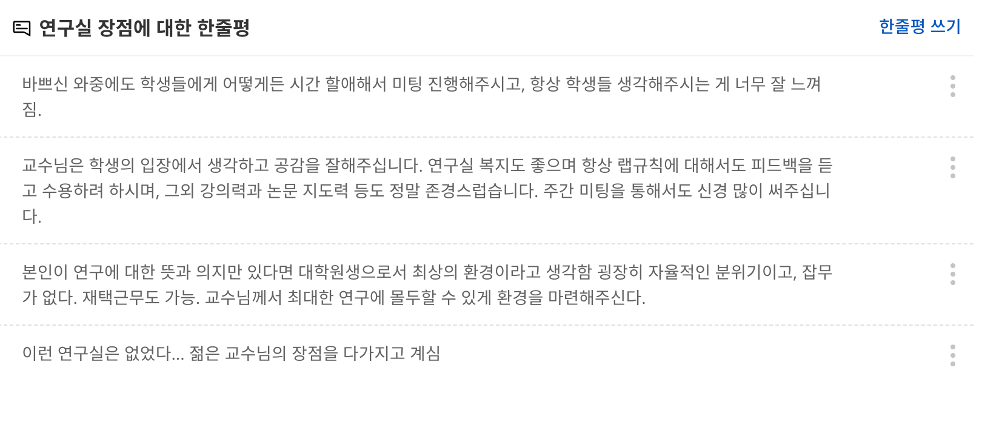 연구실 장점에 대한 한줄평
한줄평 쓰기
바쁘신 와중에도 학생들에게 어떻게든 시간 할애해서 미팅 진행해주시고, 항상 학생들 생각해주시는 게 너무 잘 느껴
짐.
교수님은 학생의 입장에서 생각하고 공감을 잘해주십니다. 연구실 복지도 좋으며 항상 랩규칙에 대해서도 피드백을 듣
고 수용하려 하시며, 그외 강의력과 논문 지도력 등도 정말 존경스럽습니다. 주간 미팅을 통해서도 신경 많이 써주십니
다.
본인이 연구에 대한 뜻과 의지만 있다면 대학원생으로서 최상의 환경이라고 생각함 굉장히 자율적인 분위기이고, 잡무
가 없다. 재택근무도 가능. 교수님께서 최대한 연구에 몰두할 수 있게 환경을 마련해주신다.
이런 연구실은 없었다... 젊은 교수님의 장점을 다가지고 계심